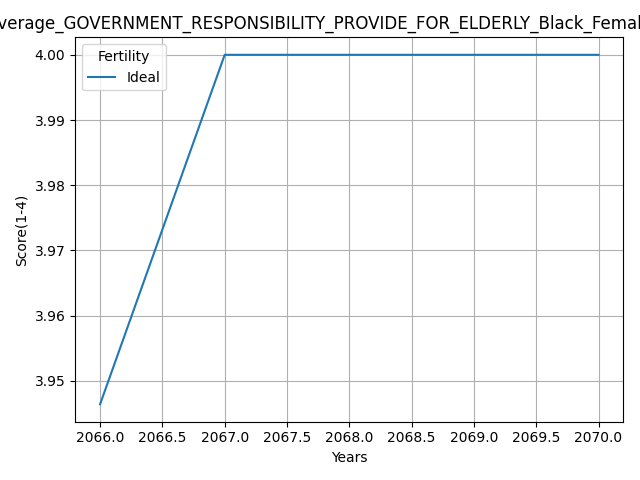 verage_GOVERNMENT_RESPONSIBILITY_PROVIDE_FOR_ELDERLY_Black_Femal
Fertility
Ideal
4.00
3.99
3.98
3.97
3.96
3.95
Score(1-4)
2066.0 2066.5 2067.0 2067.5 2068.0 2068.5 2069.0 2069.5 2070.0
Years